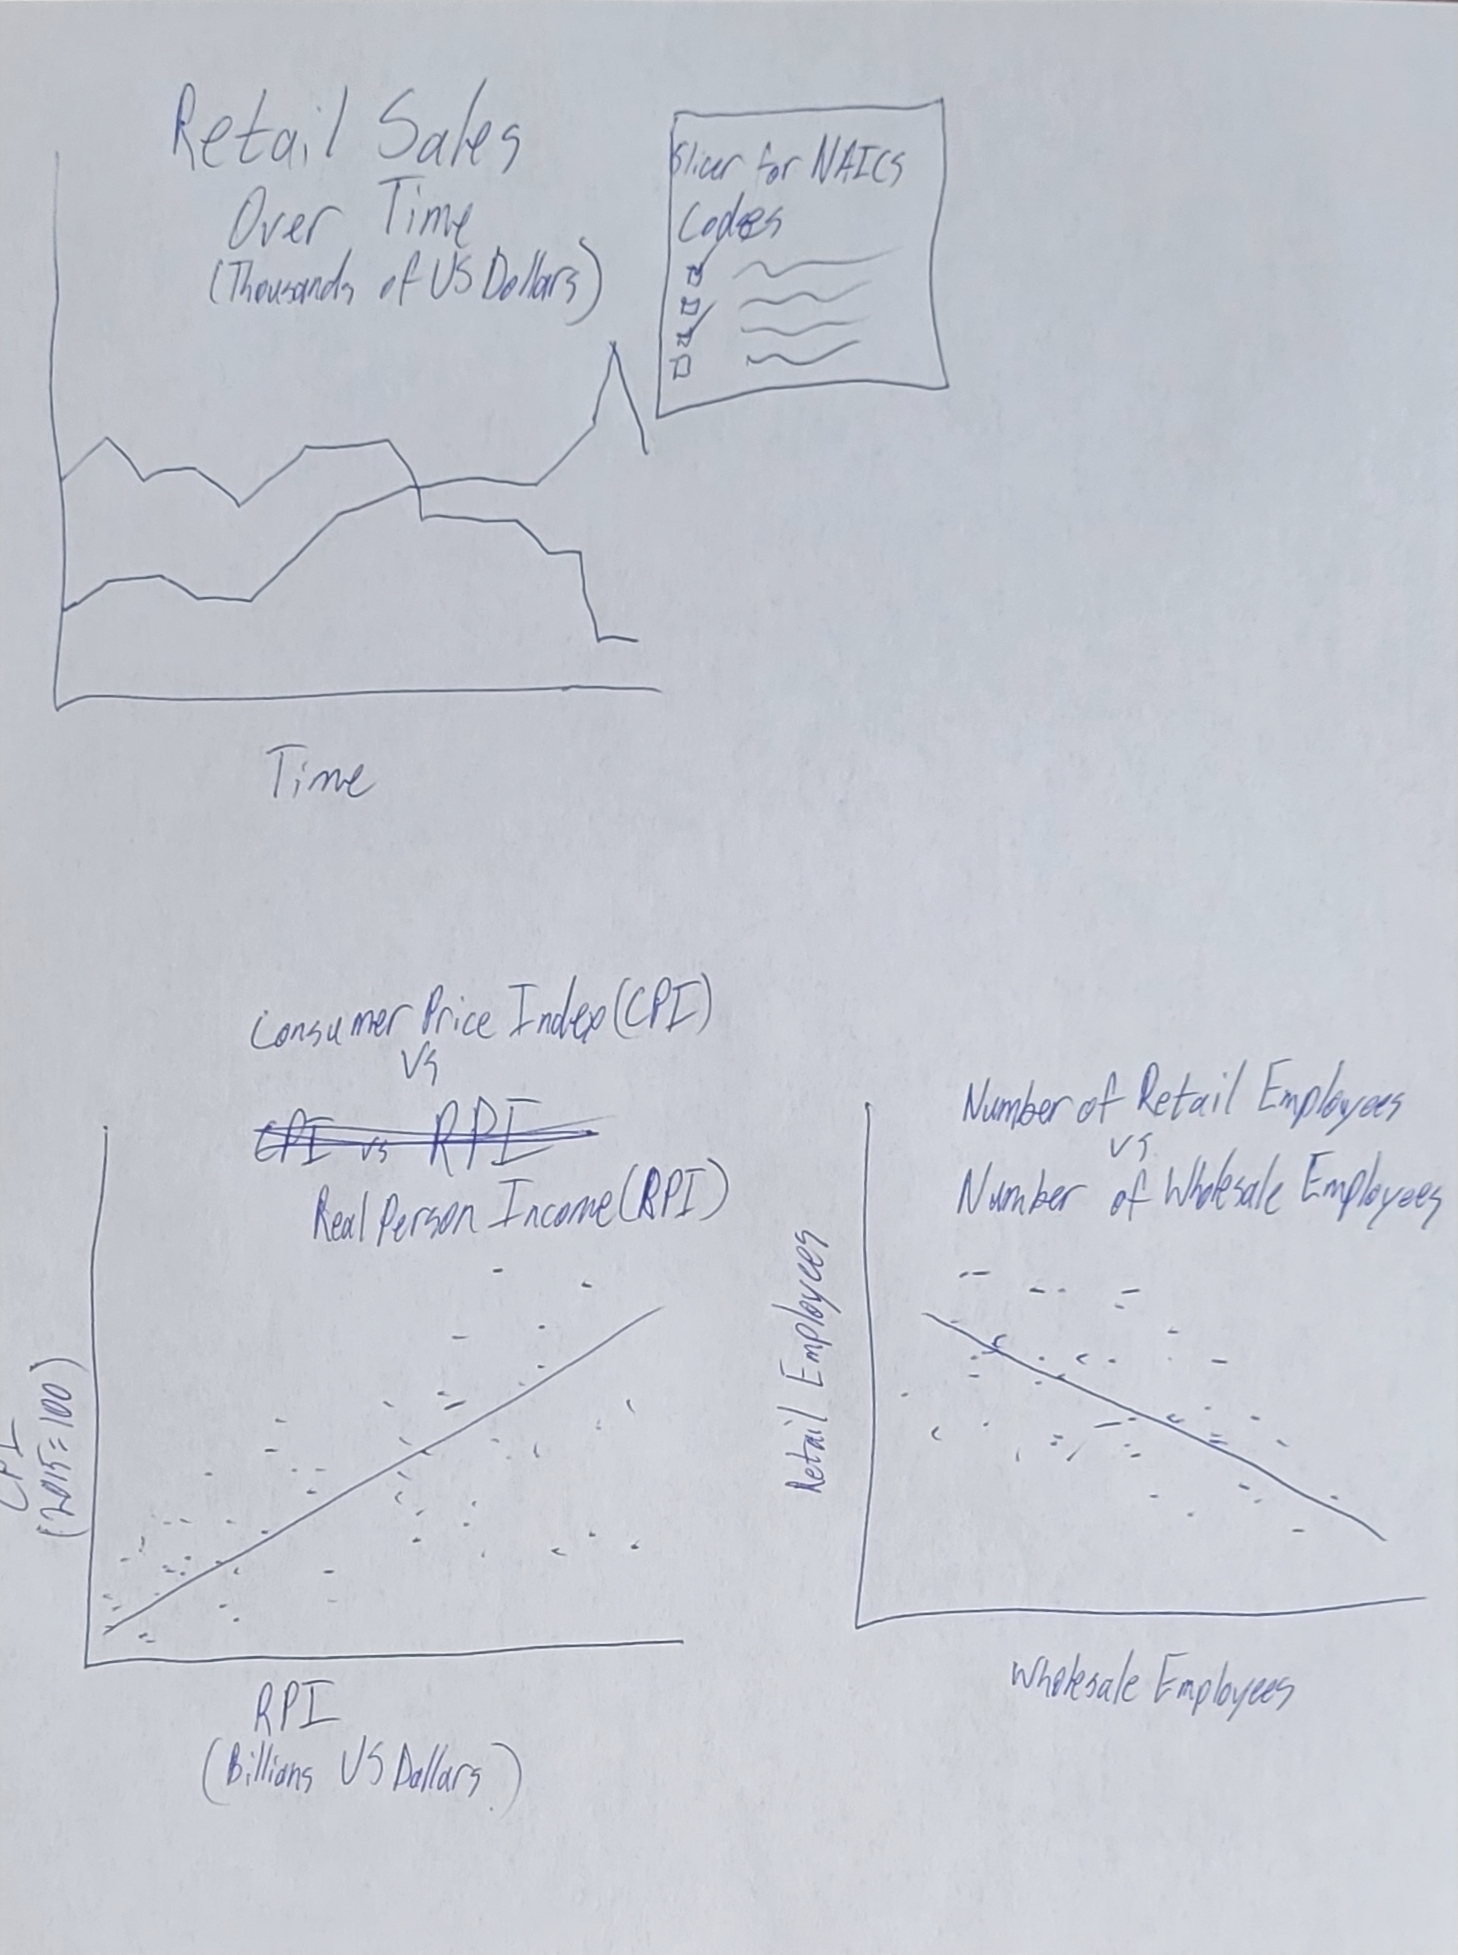 Retail Sales
Over Time
(Thousands of US Dollars)
Slicer for NAICS
Codes
Time
Consumer Price Index (CPI)
vs
CPI vs RPI
Real Person Income (RPI)
CPI
(2015=100)
RPI
(Billions US Dollars)
Number of Retail Employees
vs
Number of Wholesale Employees
Retail Employees
Wholesale Employees